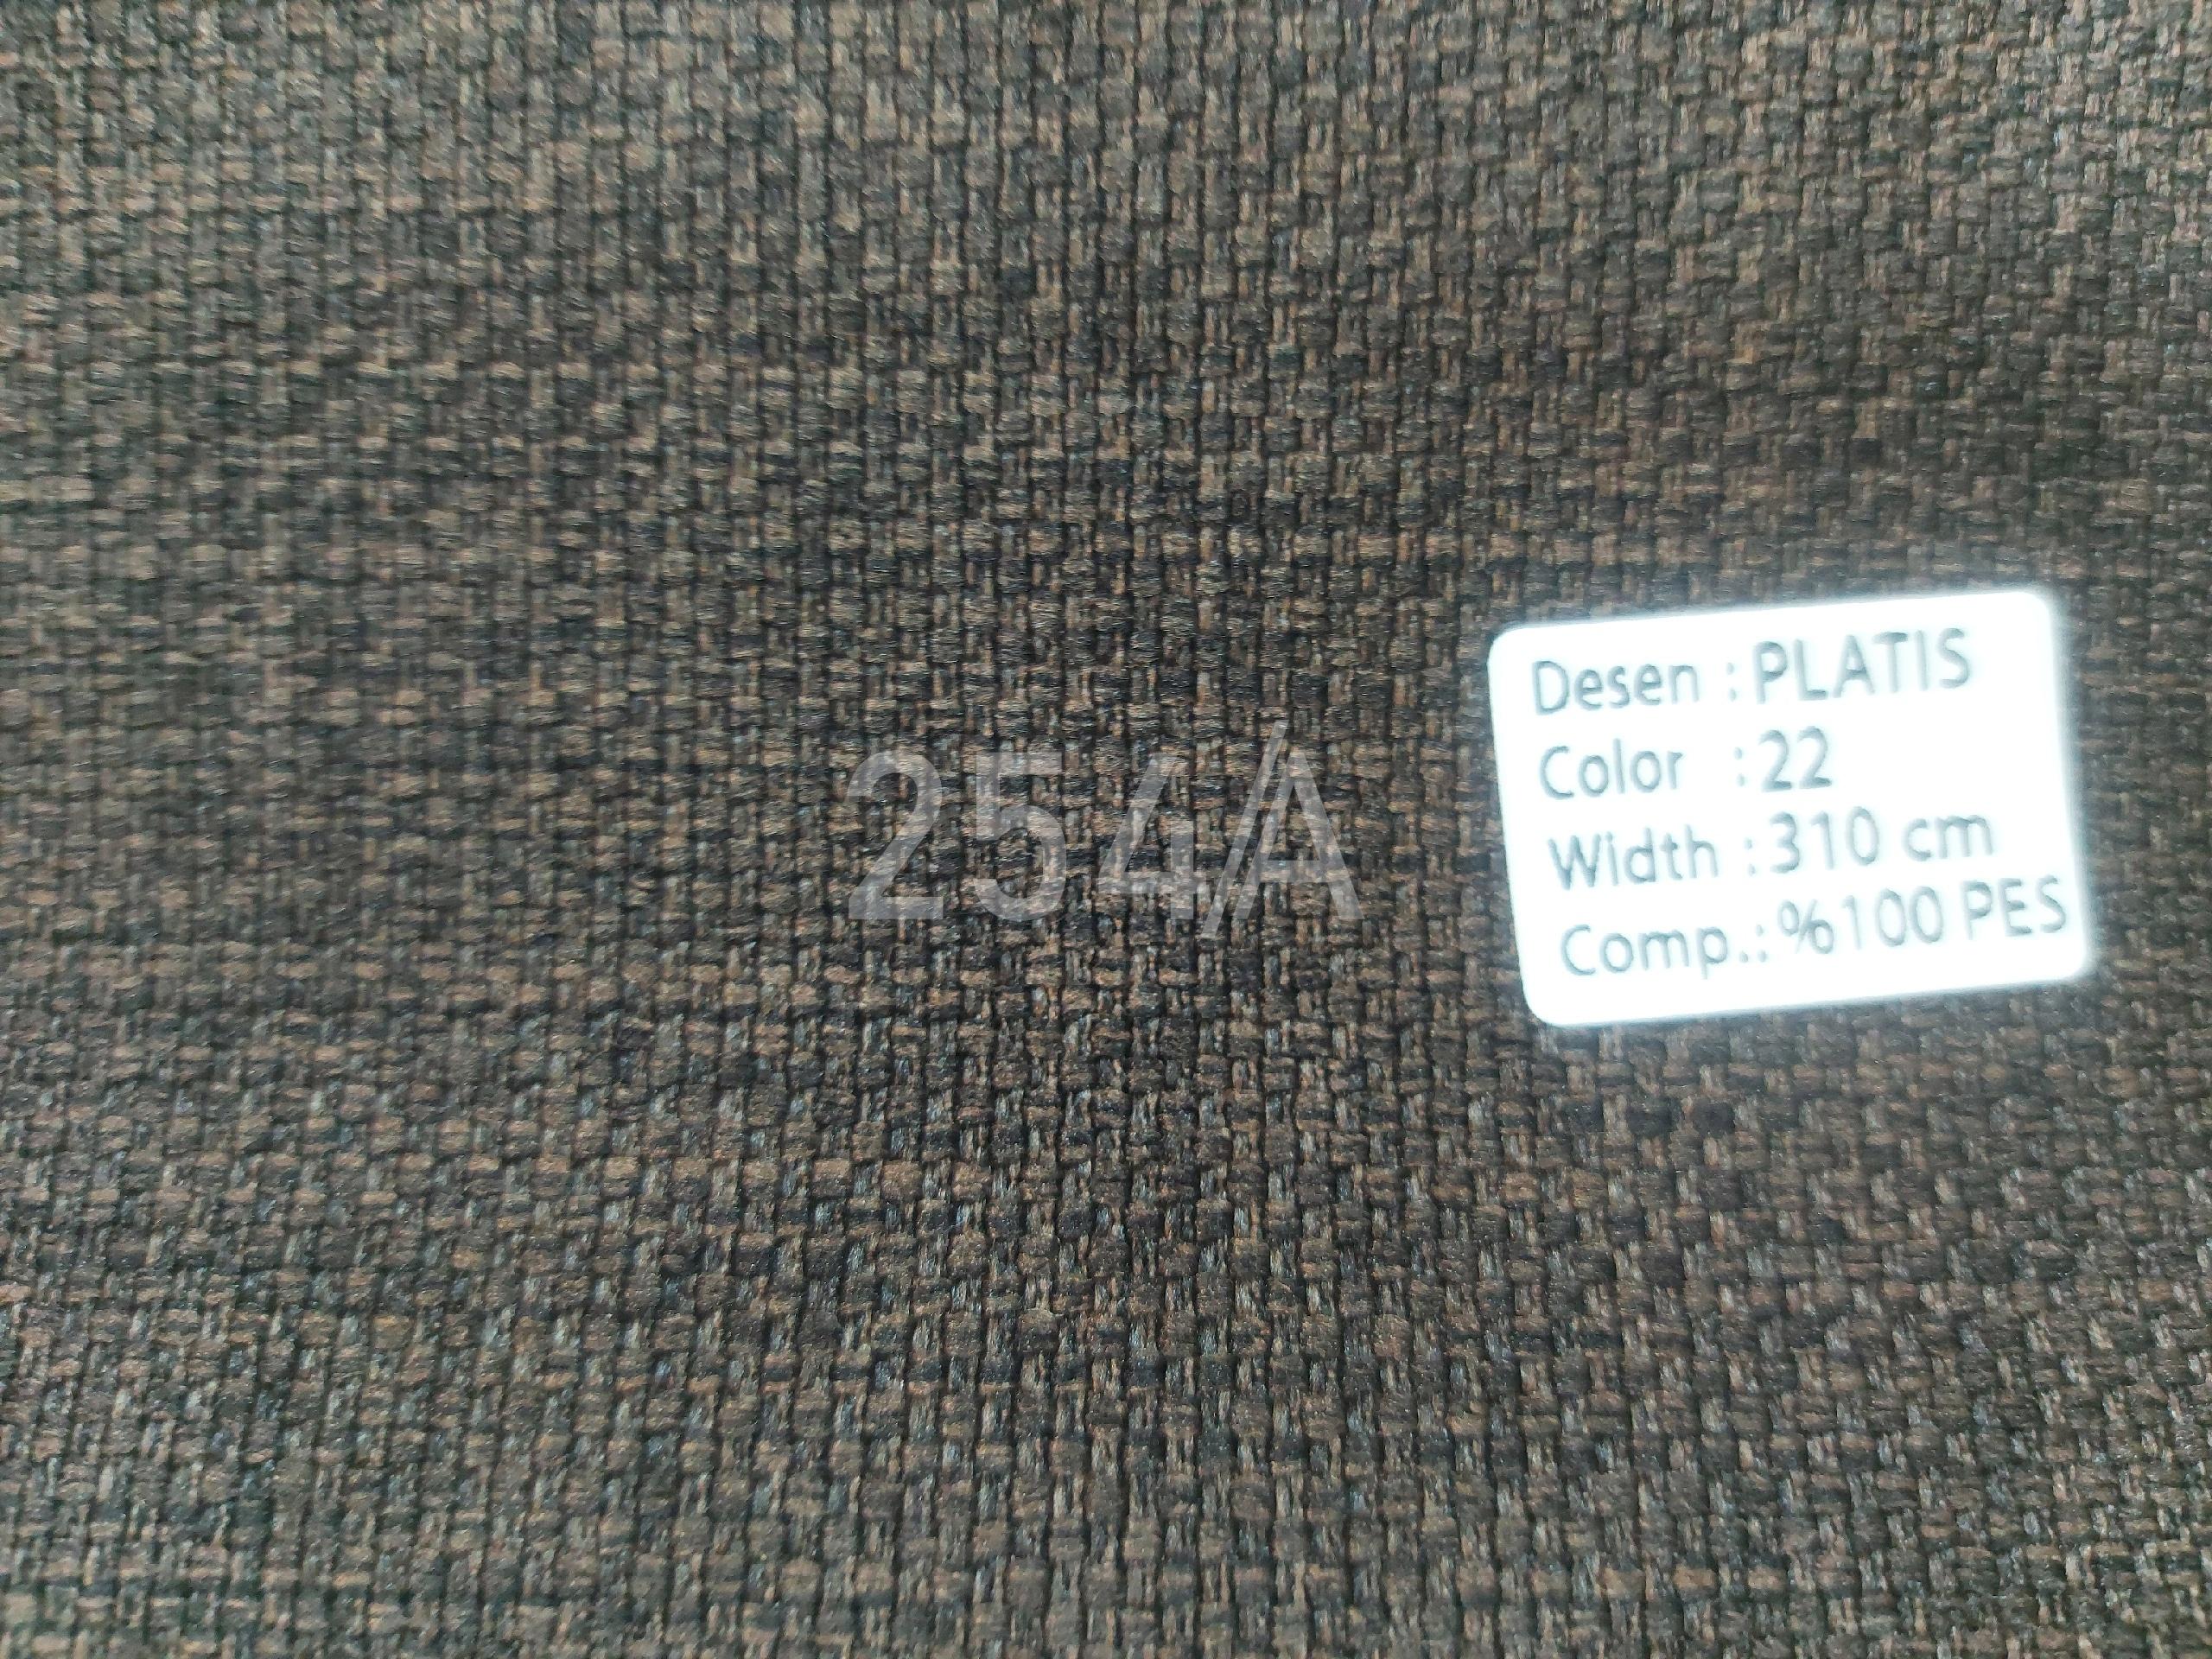 254/A
Desen : PLATIS
Color : 22
Width : 310 cm
Comp.: %100 PES